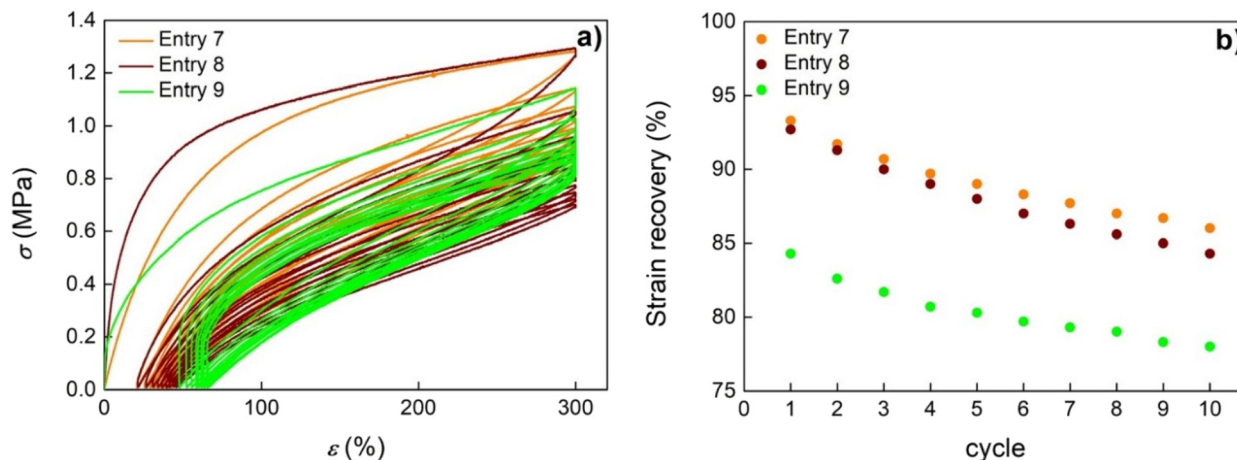 a)
Entry 7
Entry 8
Entry 9
σ (MPa)
1.4
1.2
1.0
0.8
0.6
0.4
0.2
0.0
0 100 200 300
ε (%)
b)
Entry 7
Entry 8
Entry 9
Strain recovery (%)
100
95
90
85
80
75
0 1 2 3 4 5 6 7 8 9 10
cycle